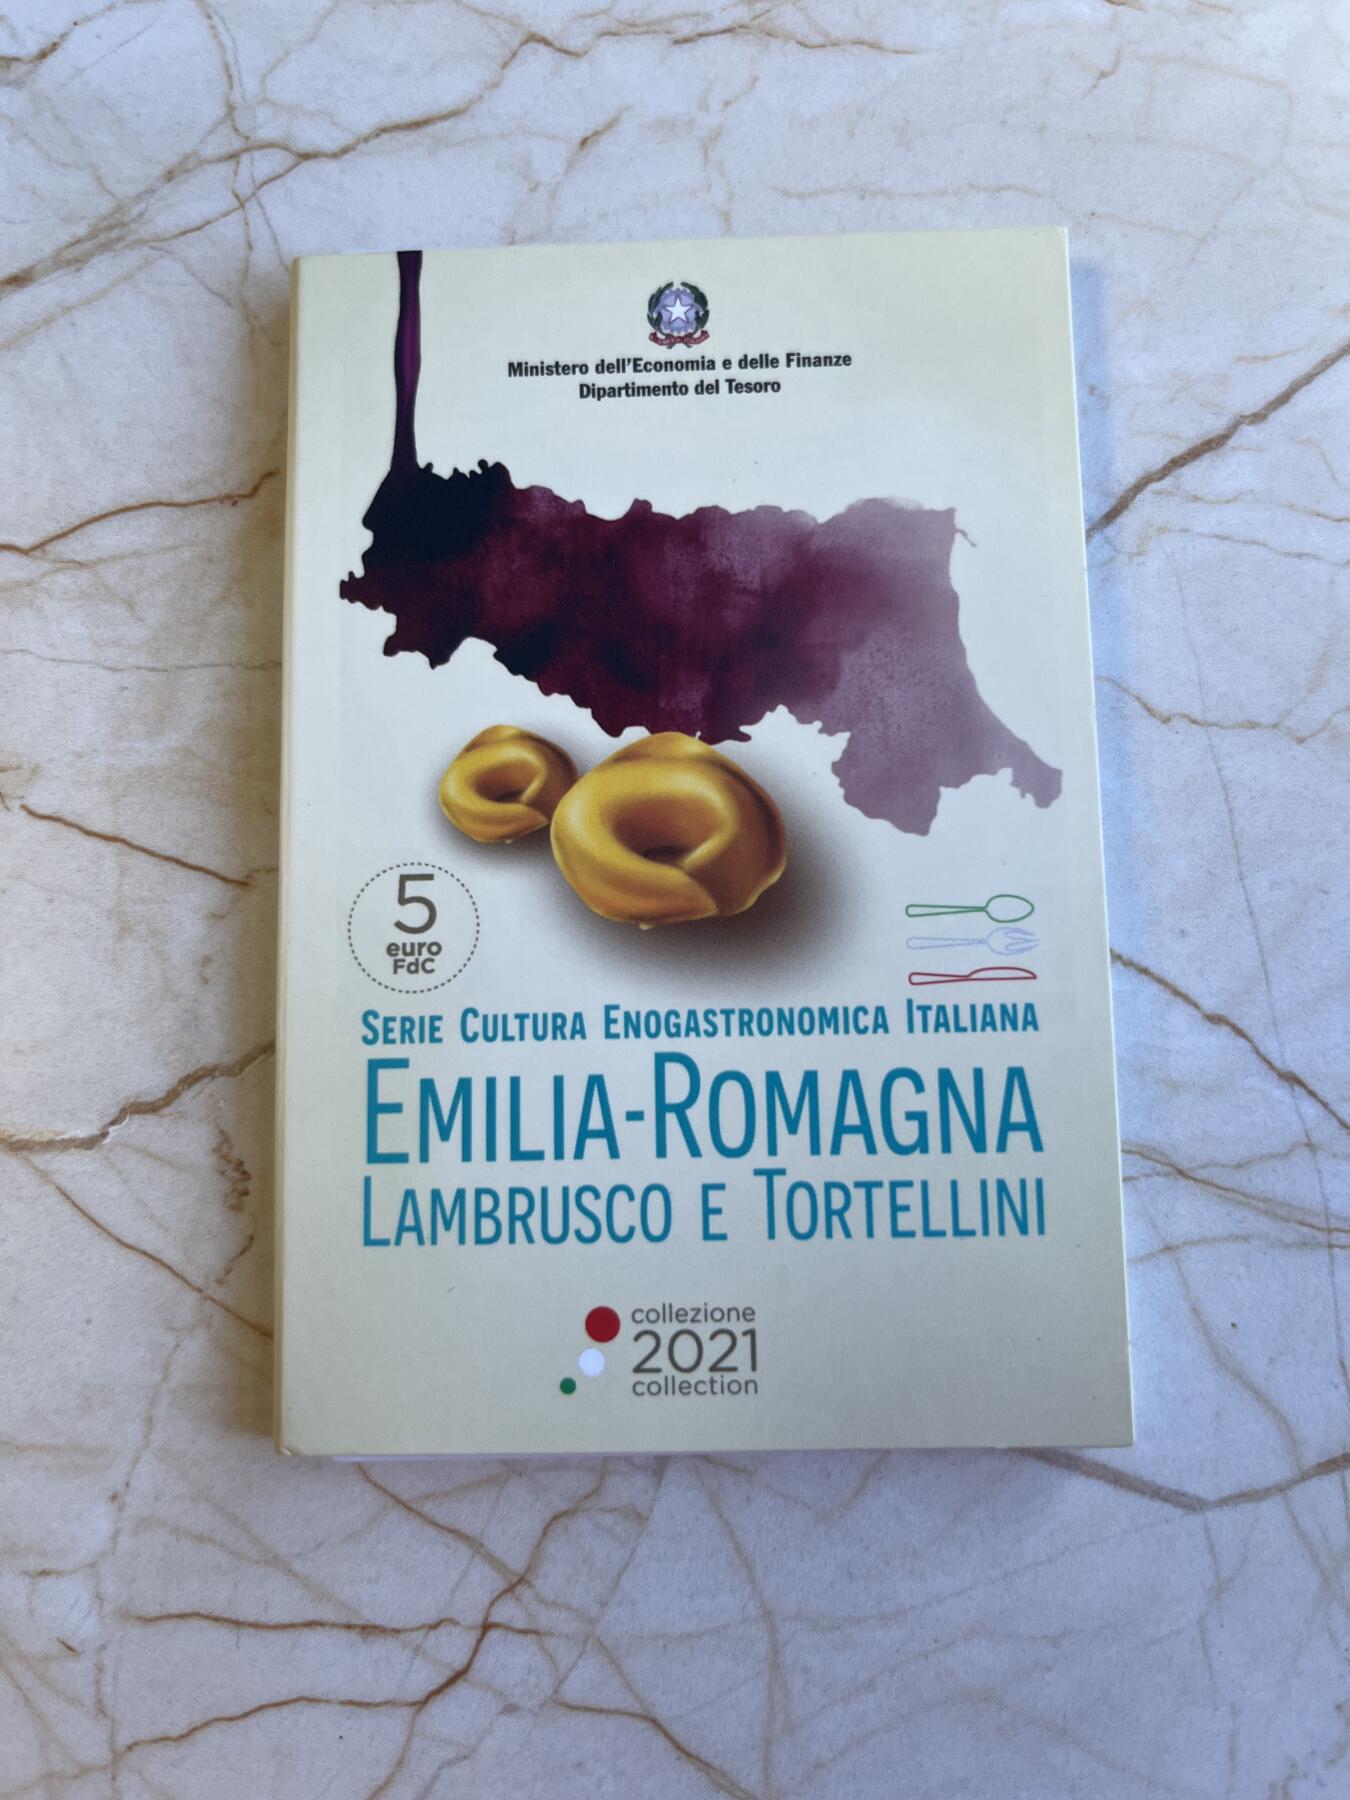 Ministero dell'Economia e delle Finanze
Dipartimento del Tesoro
5
euro
FdC
SERIE CULTURA ENOGASTRONOMICA ITALIANA
EMILIA-ROMAGNA
LAMBRUSCO E TORTELLINI
collezione
2021
collection